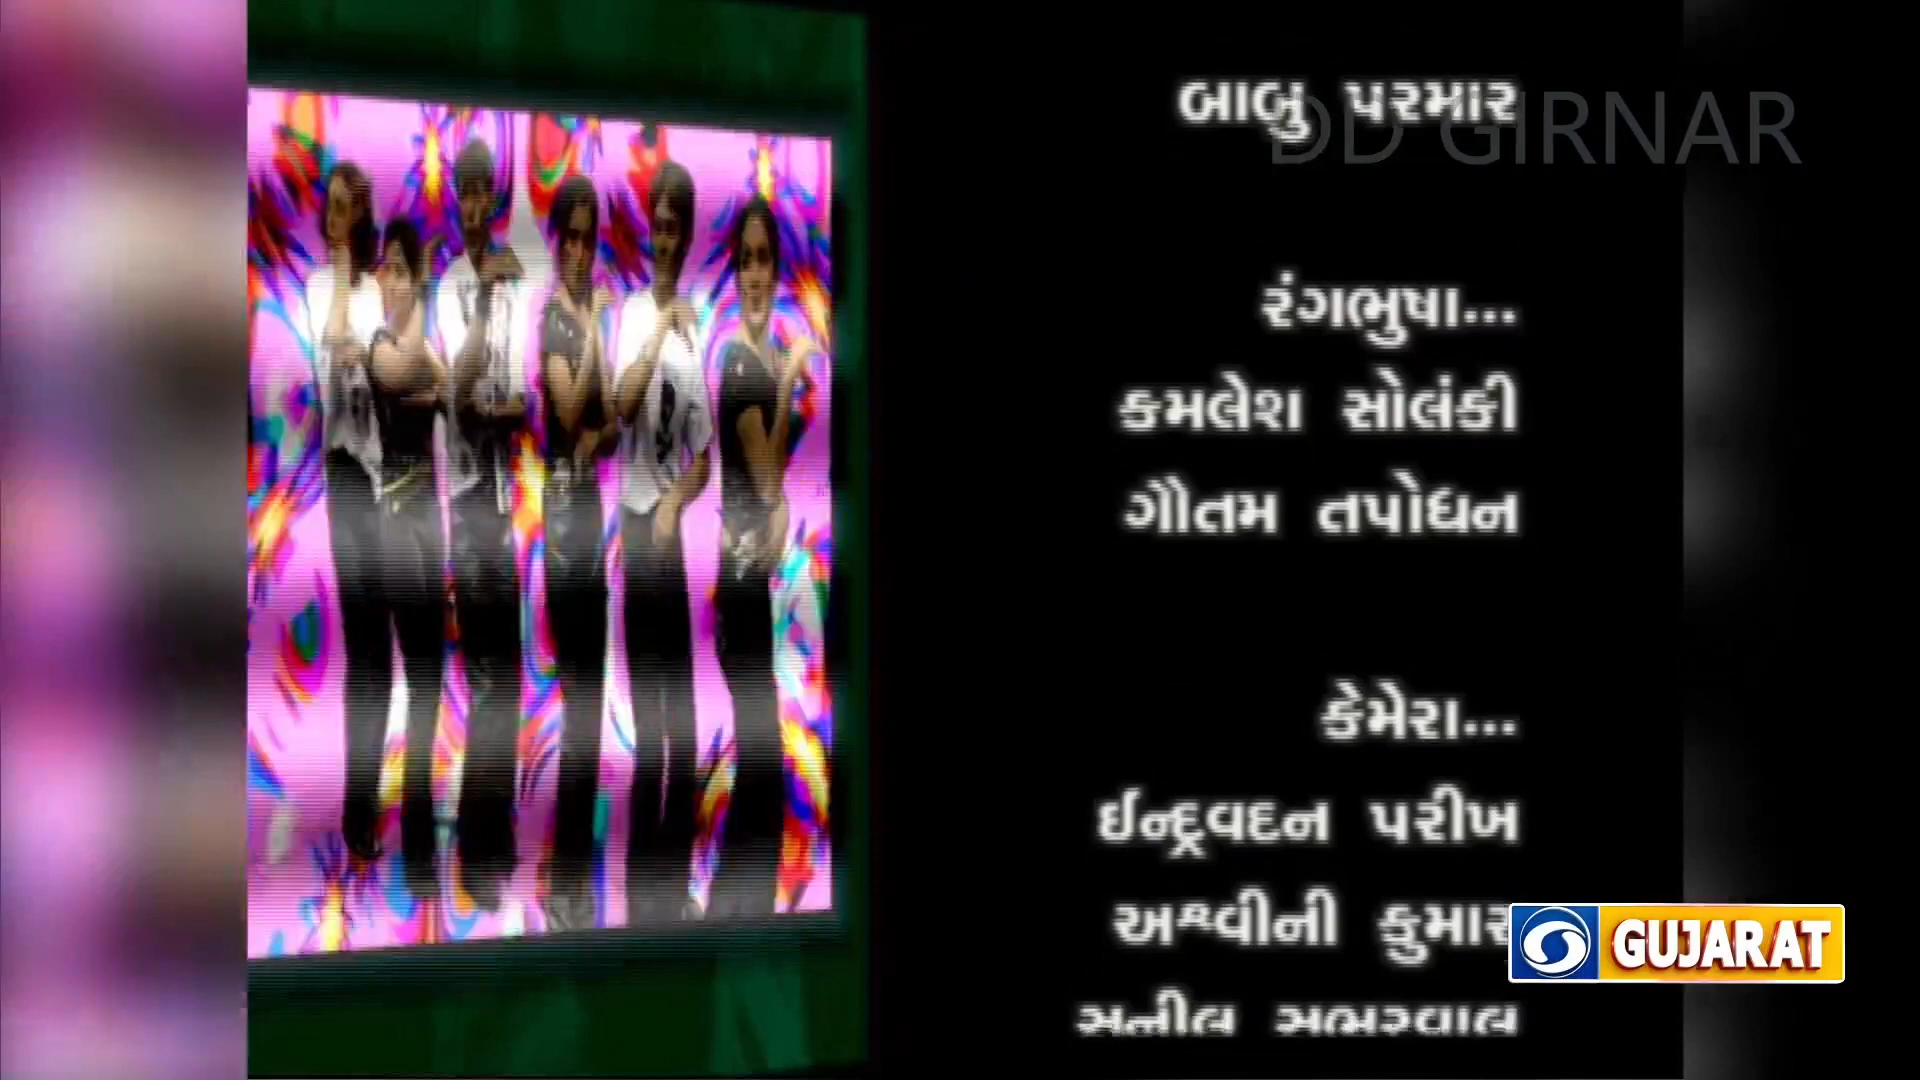 બાબુ પરમાર
DD GIRNAR
રંગભુષા...
કમલેશ સોલંકી
ગૌતમ તપોધન
કેમેરા...
ઈન્દ્રવદન પરીખ
અશ્વીની કુમાર
GUJARAT